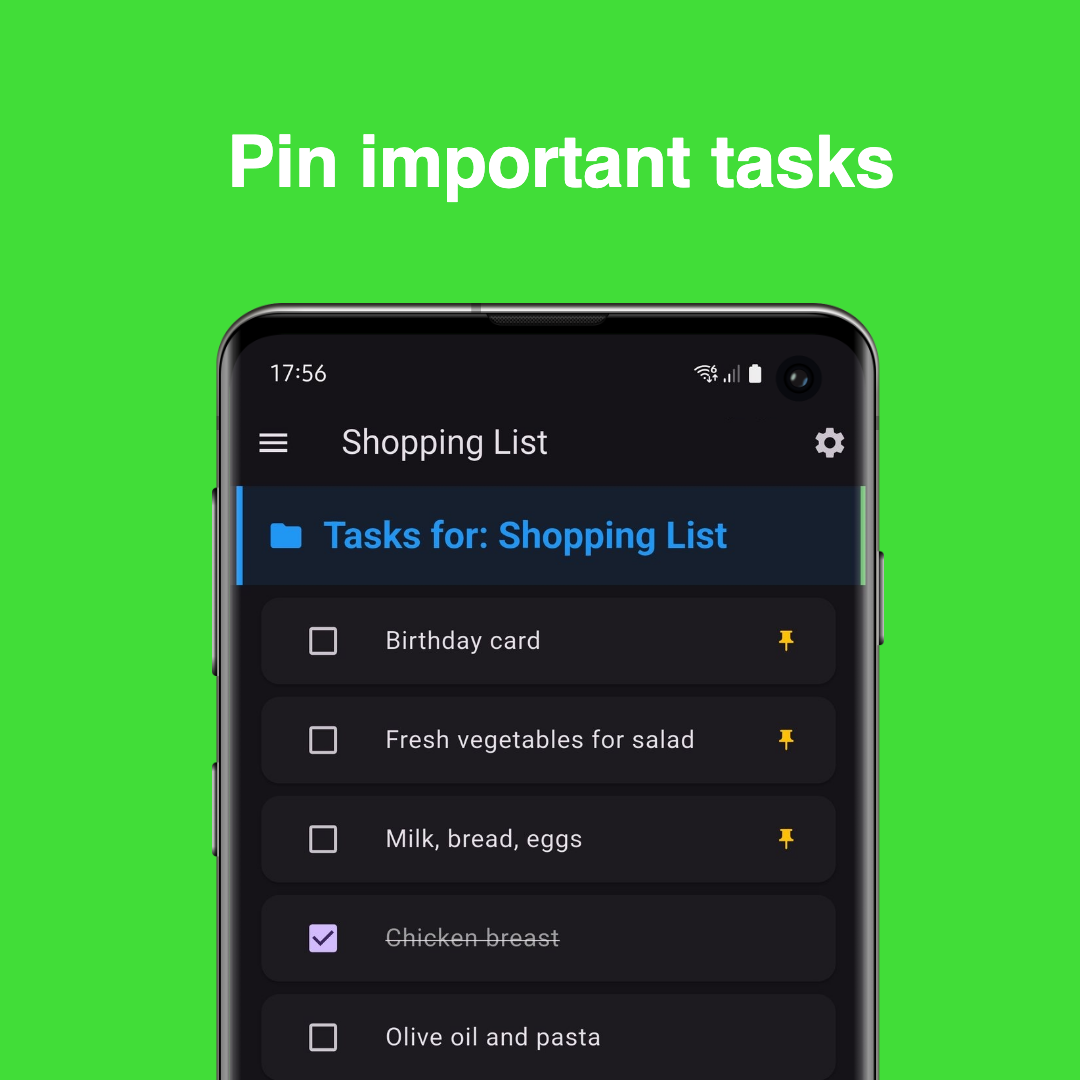 Pin important tasks
17:56
6
Shopping List
Tasks for: Shopping List
Birthday card
Fresh vegetables for salad
Milk, bread, eggs
Chicken breast
Olive oil and pasta